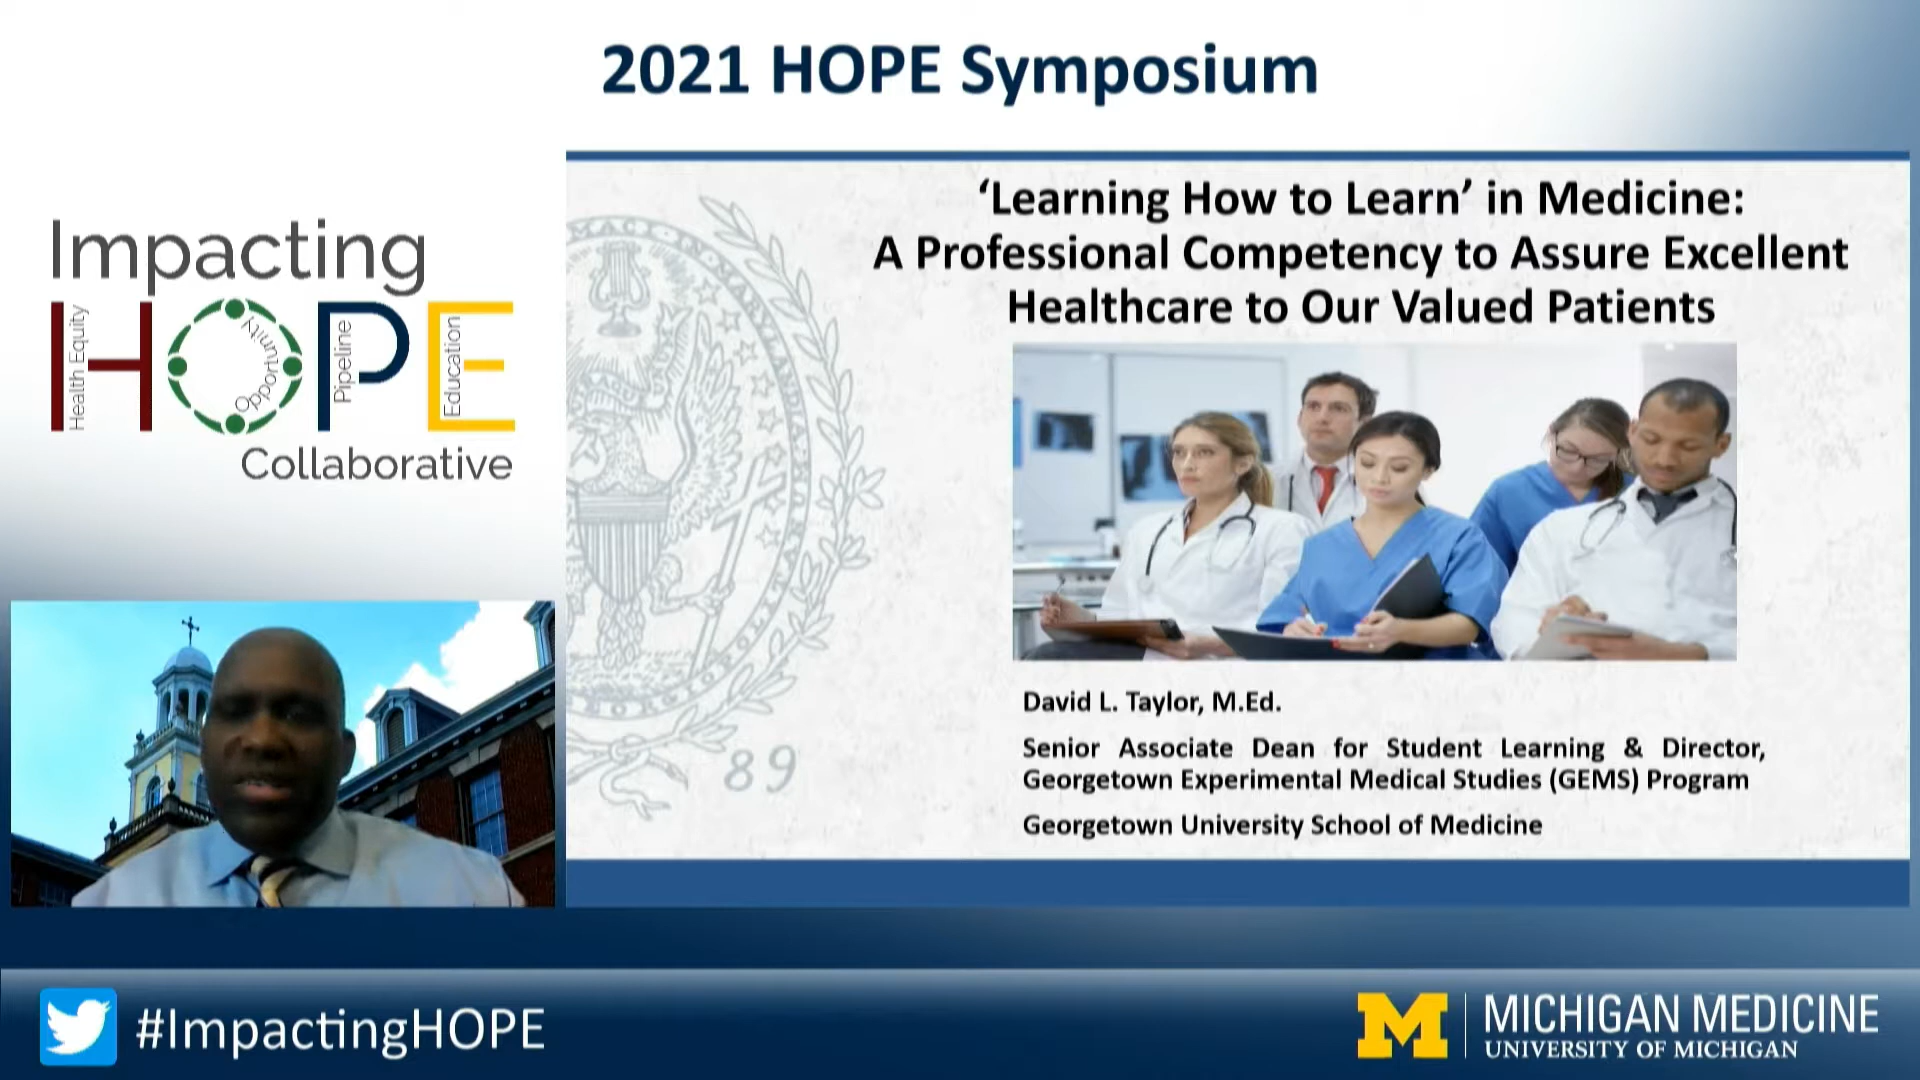 2021 HOPE Symposium
Impacting
HOPE
Health Equity
Opportunity
Pipeline
Education
Collaborative
‘Learning How to Learn’ in Medicine:
A Professional Competency to Assure Excellent
Healthcare to Our Valued Patients
89
David L. Taylor, M.Ed.
Senior Associate Dean for Student Learning & Director,
Georgetown Experimental Medical Studies (GEMS) Program
Georgetown University School of Medicine
#ImpactingHOPE
M
MICHIGAN MEDICINE
UNIVERSITY OF MICHIGAN